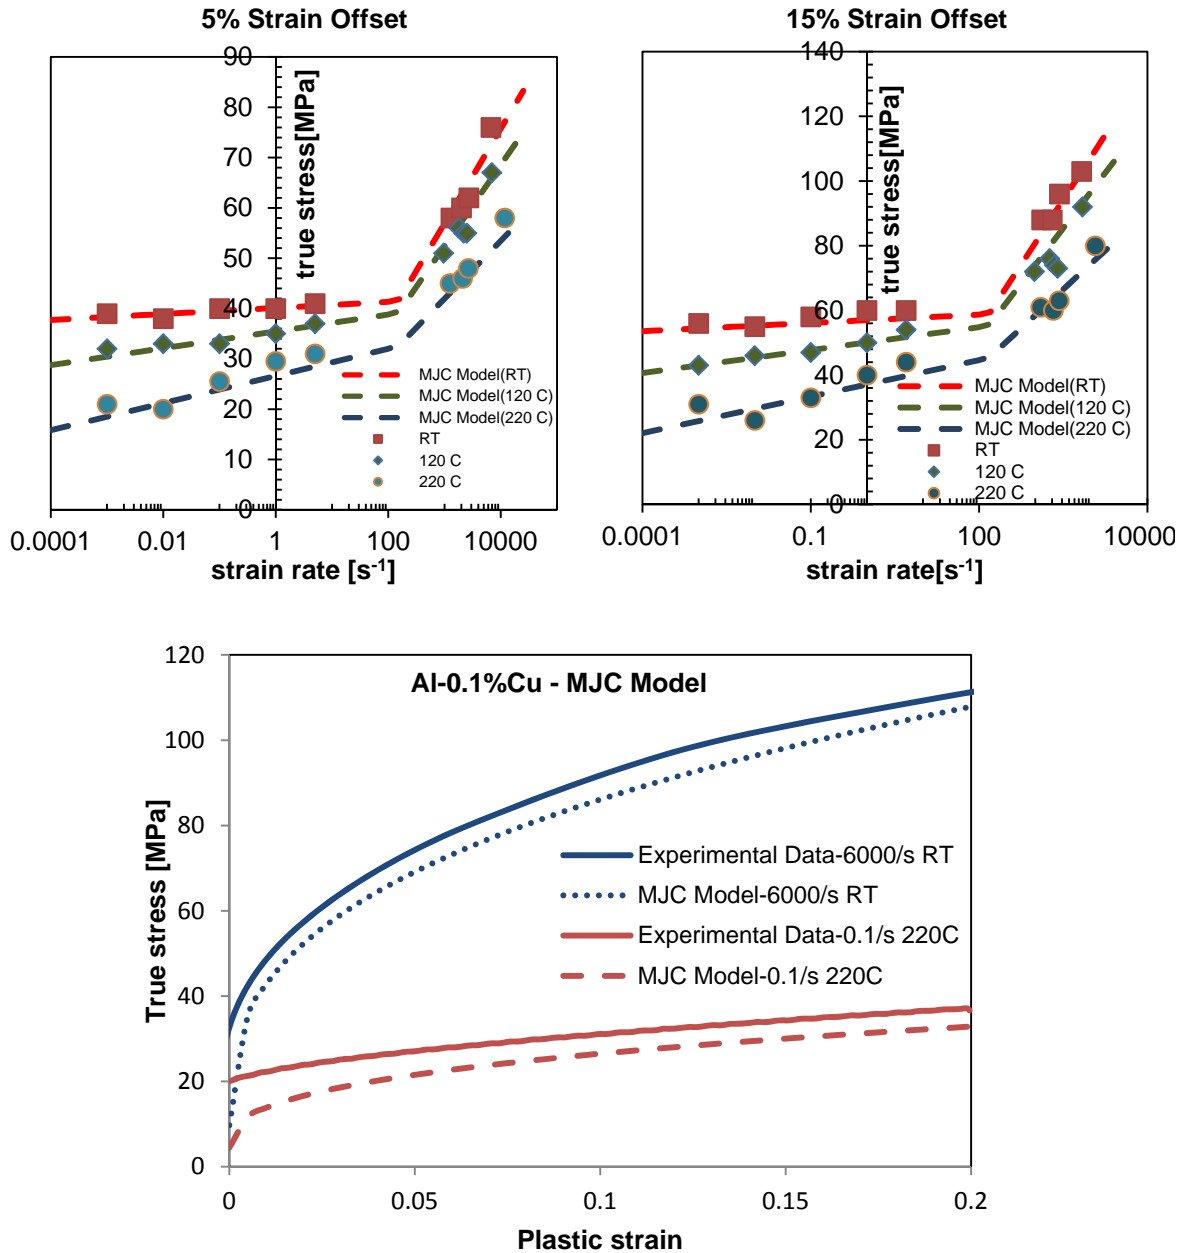 5% Strain Offset
90
80
70
60
50
40
30
20
10
0
true stress[MPa]
MJC Model(RT)
MJC Model(120 C)
MJC Model(220 C)
RT
120 C
220 C
0.0001 0.01 1 100 10000
strain rate [s-1]
15% Strain Offset
140
120
100
80
60
40
20
0
true stress[MPa]
MJC Model(RT)
MJC Model(120 C)
MJC Model(220 C)
RT
120 C
220 C
0.0001 0.1 100 10000
strain rate[s-1]
Al-0.1%Cu - MJC Model
120
100
80
60
40
20
0
True stress [MPa]
Experimental Data-6000/s RT
MJC Model-6000/s RT
Experimental Data-0.1/s 220C
MJC Model-0.1/s 220C
0 0.05 0.1 0.15 0.2
Plastic strain